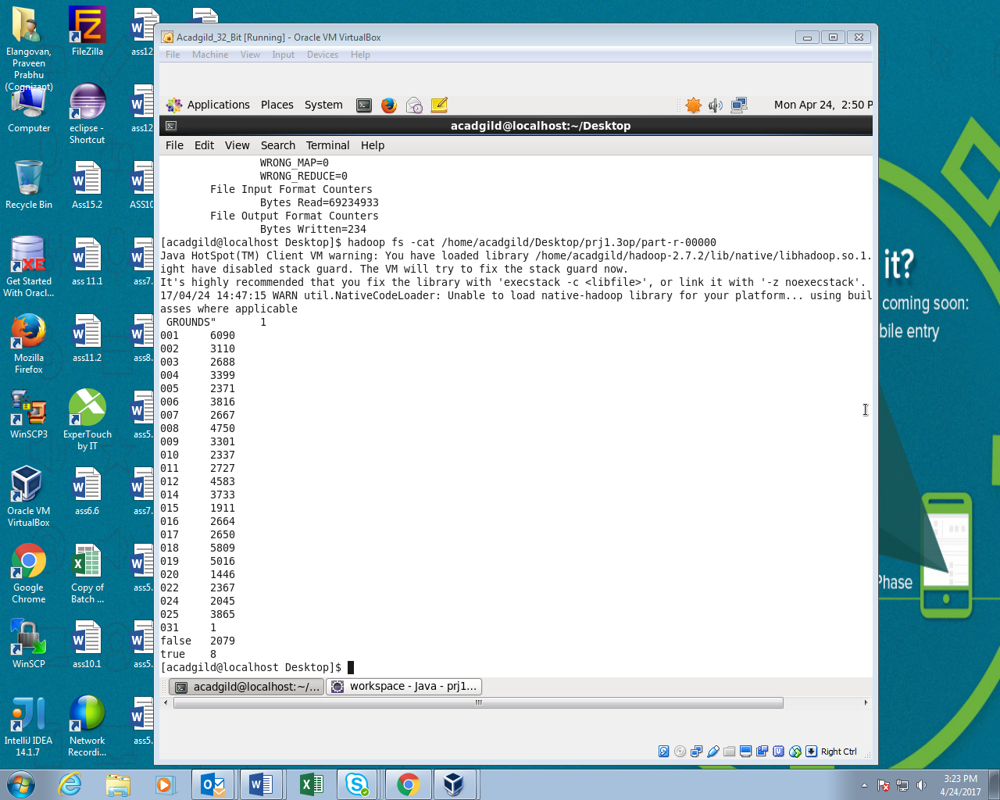 Elangovan,
Praveen
Prabhu
(Cognizant)
FileZilla
ass12
Computer
eclipse -
Shortcut
ass12
Recycle Bin
Ass15.2
ASS10
Get Started
With Oracl...
ass 11.1
ass7.
Mozilla
Firefox
ass11.2
ass8.
WinSCP3
ExperTouch
by IT
ass5.
Oracle VM
VirtualBox
ass6.6
ass7.
Google
Chrome
Copy of
Batch ...
ass5.
WinSCP
ass10.1
ass5.
IntelliJ IDEA
14.1.7
Network
Recordi...
ass5.
Acadgild_32_Bit [Running] - Oracle VM VirtualBox
File Machine View Input Devices Help
Applications Places System
Mon Apr 24, 2:50 P
acadgild@localhost:~/Desktop
File Edit View Search Terminal Help
WRONG_MAP=0
WRONG_REDUCE=0
File Input Format Counters
Bytes Read=69234933
File Output Format Counters
Bytes Written=234
[acadgild@localhost Desktop]$ hadoop fs -cat /home/acadgild/Desktop/prj1.3op/part-r-00000
Java HotSpot(TM) Client VM warning: You have loaded library /home/acadgild/hadoop-2.7.2/lib/native/libhadoop.so.1.
ight have disabled stack guard. The VM will try to fix the stack guard now.
It's highly recommended that you fix the library with 'execstack -c <libfile>', or link it with '-z noexecstack'.
17/04/24 14:47:15 WARN util.NativeCodeLoader: Unable to load native-hadoop library for your platform... using buil
asses where applicable
GROUNDS" 1
001 6090
002 3110
003 2688
004 3399
005 2371
006 3816
007 2667
008 4750
009 3301
010 2337
011 2727
012 4583
014 3733
015 1911
016 2664
017 2650
018 5809
019 5016
020 1446
022 2367
024 2045
025 3865
031 1
false 2079
true 8
[acadgild@localhost Desktop]$
acadgild@localhost:~/...
workspace - Java - prj1...
Right Ctrl
it?
coming soon:
bile entry
Phase
3:23 PM
4/24/2017